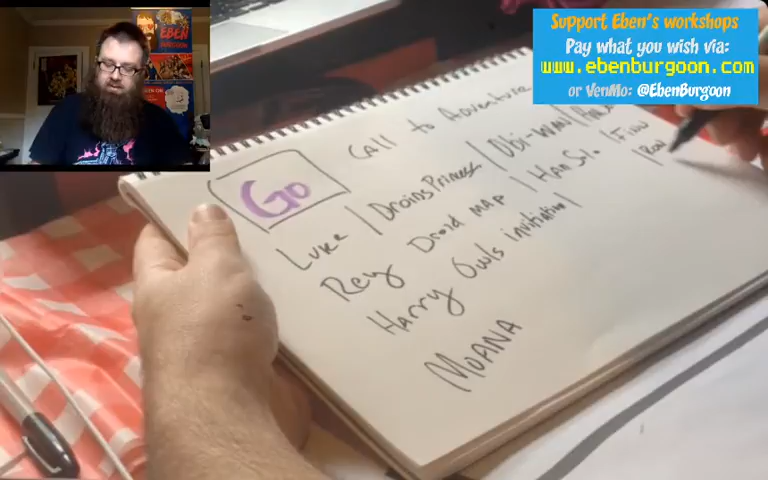 Support Eben's workshops
Pay what you wish via:
www.ebenburgoon.com
or VenMo: @EbenBurgoon
EBEN
BURGOON
Go
Call to Adventure
Luke | Droids Princess | Obi-Wan |
Rey Droid map | Han Solo
Harry Owls invitation |
MOANA